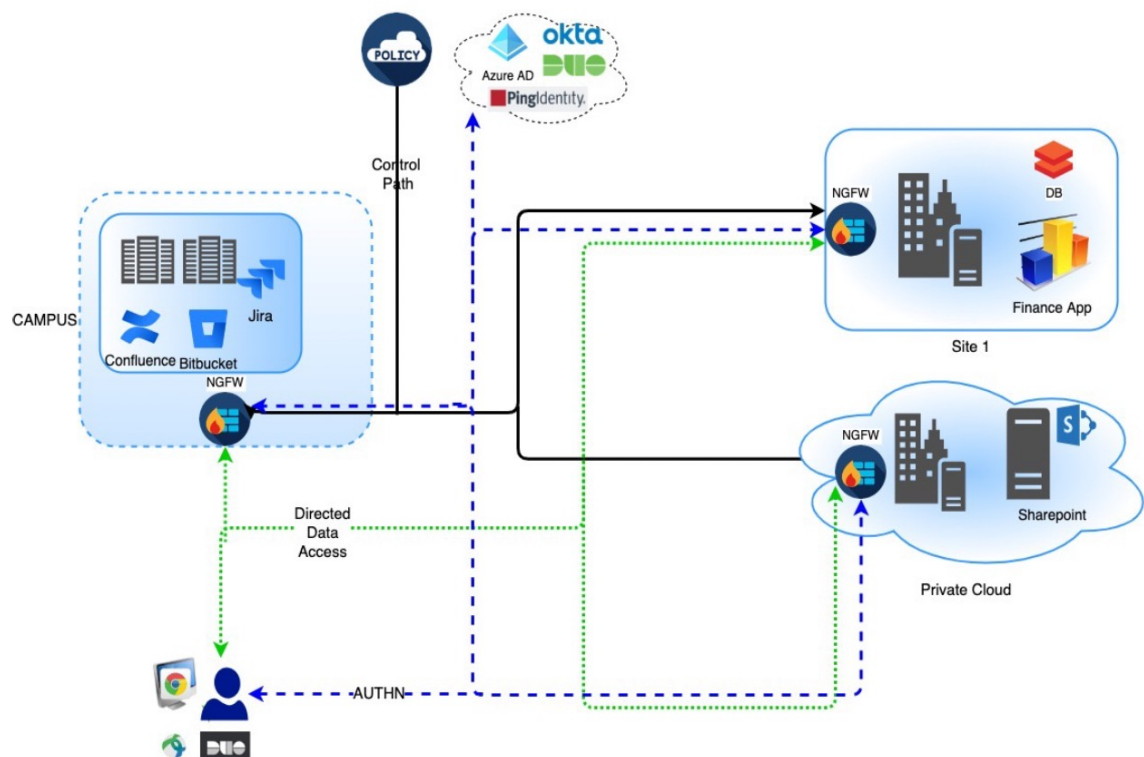 POLICY
okta
Azure AD
DUO
PingIdentity.
Control
Path
NGFW
DB
Finance App
Site 1
CAMPUS
Jira
Confluence
Bitbucket
NGFW
NGFW
Sharepoint
S
Private Cloud
Directed
Data
Access
AUTHN
DUO